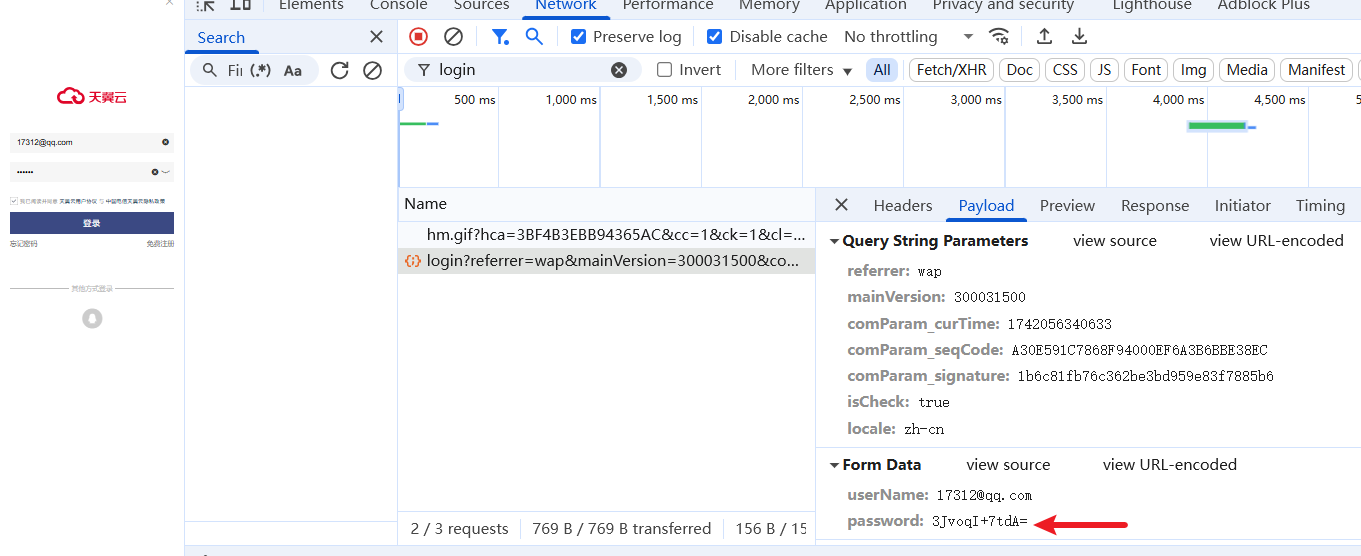 Elements Console Sources Network Performance Memory Application Privacy and security Lighthouse Adblock Plus
天翼云
17312@qq.com
••••••
我已阅读并同意 天翼云用户协议 与 中国电信天翼云隐私政策
登录
忘记密码 免费注册
其他方式登录
Search
Fi (.*) Aa
Preserve log Disable cache No throttling
login Invert More filters All Fetch/XHR Doc CSS JS Font Img Media Manifest
500 ms 1,000 ms 1,500 ms 2,000 ms 2,500 ms 3,000 ms 3,500 ms 4,000 ms 4,500 ms
Name
hm.gif?hca=3BF4B3EBB94365AC&cc=1&ck=1&cl=...
login?referrer=wap&mainVersion=300031500&co...
2 / 3 requests 769 B / 769 B transferred 156 B / 15
Headers Payload Preview Response Initiator Timing
Query String Parameters view source view URL-encoded
referrer: wap
mainVersion: 300031500
comParam_curTime: 1742056340633
comParam_seqCode: A30E591C7868F94000EF6A3B6BBE38EC
comParam_signature: 1b6c81fb76c362be3bd959e83f7885b6
isCheck: true
locale: zh-cn
Form Data view source view URL-encoded
userName: 17312@qq.com
password: 3JvoqI+7tdA=